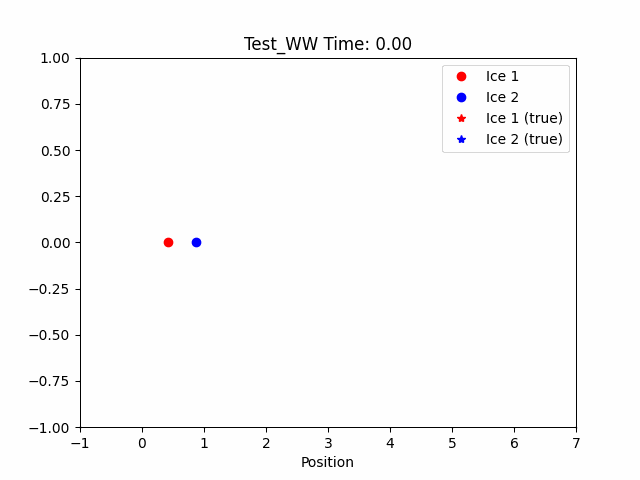 Test_WW Time: 0.00
1.00
0.75
0.50
0.25
0.00
−0.25
−0.50
−0.75
−1.00
Ice 1
Ice 2
Ice 1 (true)
Ice 2 (true)
−1 0 1 2 3 4 5 6 7
Position